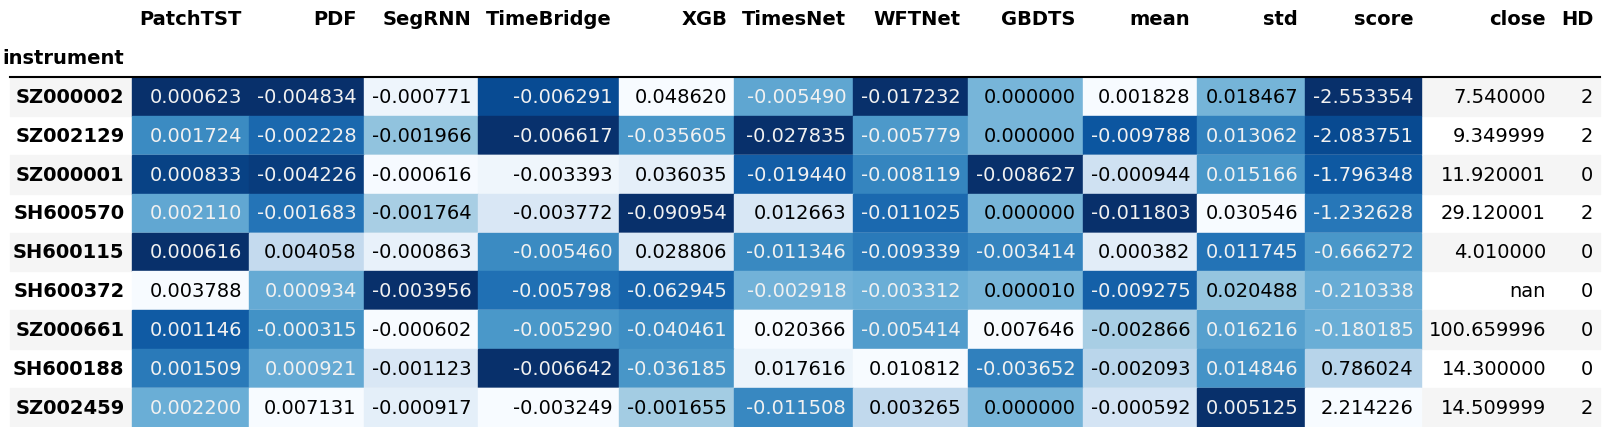 PatchTST PDF SegRNN TimeBridge XGB TimesNet WFTNet GBDTS mean std score close HD
instrument
SZ000002 0.000623 -0.004834 -0.000771 -0.006291 0.048620 -0.005490 -0.017232 0.000000 0.001828 0.018467 -2.553354 7.540000 2
SZ002129 0.001724 -0.002228 -0.001966 -0.006617 -0.035605 -0.027835 -0.005779 0.000000 -0.009788 0.013062 -2.083751 9.349999 2
SZ000001 0.000833 -0.004226 -0.000616 -0.003393 0.036035 -0.019440 -0.008119 -0.008627 -0.000944 0.015166 -1.796348 11.920001 0
SH600570 0.002110 -0.001683 -0.001764 -0.003772 -0.090954 0.012663 -0.011025 0.000000 -0.011803 0.030546 -1.232628 29.120001 2
SH600115 0.000616 0.004058 -0.000863 -0.005460 0.028806 -0.011346 -0.009339 -0.003414 0.000382 0.011745 -0.666272 4.010000 0
SH600372 0.003788 0.000934 -0.003956 -0.005798 -0.062945 -0.002918 -0.003312 0.000010 -0.009275 0.020488 -0.210338 nan 0
SZ000661 0.001146 -0.000315 -0.000602 -0.005290 -0.040461 0.020366 -0.005414 0.007646 -0.002866 0.016216 -0.180185 100.659996 0
SH600188 0.001509 0.000921 -0.001123 -0.006642 -0.036185 0.017616 0.010812 -0.003652 -0.002093 0.014846 0.786024 14.300000 0
SZ002459 0.002200 0.007131 -0.000917 -0.003249 -0.001655 -0.011508 0.003265 0.000000 -0.000592 0.005125 2.214226 14.509999 2